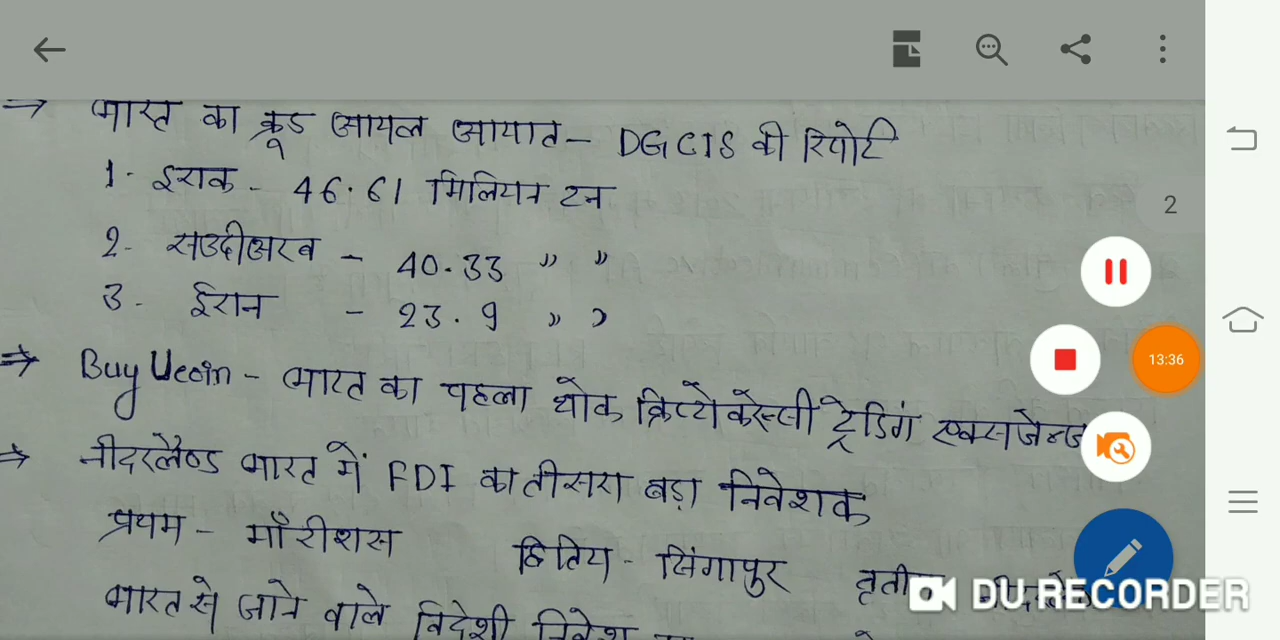 ⇒ भारत का क्रूड आयल आयात – DGCIS की रिपोर्ट
2
1. इराक - 46.61 मिलियन टन
2. सउदीअरब – 40.33 " "
3. ईरान – 23.9 " "
13:36
⇒ Buy Ucoin – भारत का पहला थोक क्रिप्टोकरेंसी ट्रेडिंग एक्सजेन्ज
⇒ नीदरलैण्ड भारत में FDI का तीसरा बड़ा निवेशक
प्रथम – मॉरीशस द्वितिय – सिंगापुर
DU RECORDER
भारत से जाने वाले विदेशी निवेश